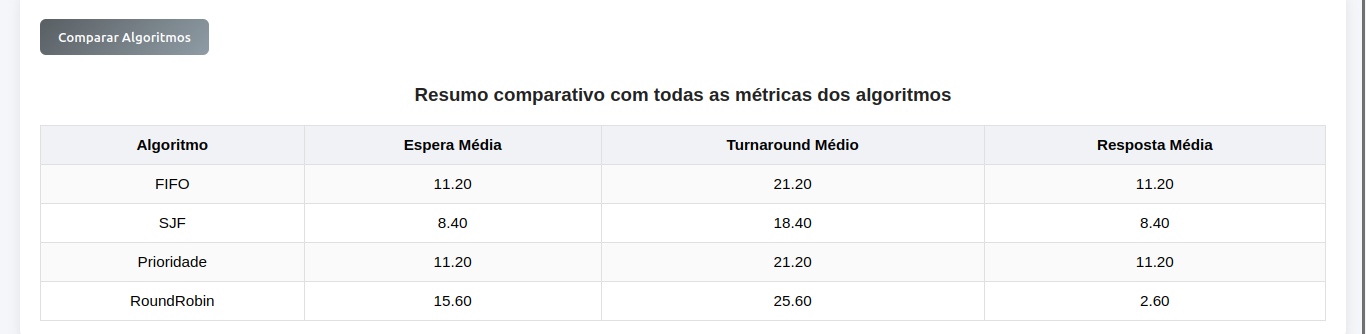 Comparar Algoritmos
Resumo comparativo com todas as métricas dos algoritmos
Algoritmo Espera Média Turnaround Médio Resposta Média
FIFO 11.20 21.20 11.20
SJF 8.40 18.40 8.40
Prioridade 11.20 21.20 11.20
RoundRobin 15.60 25.60 2.60